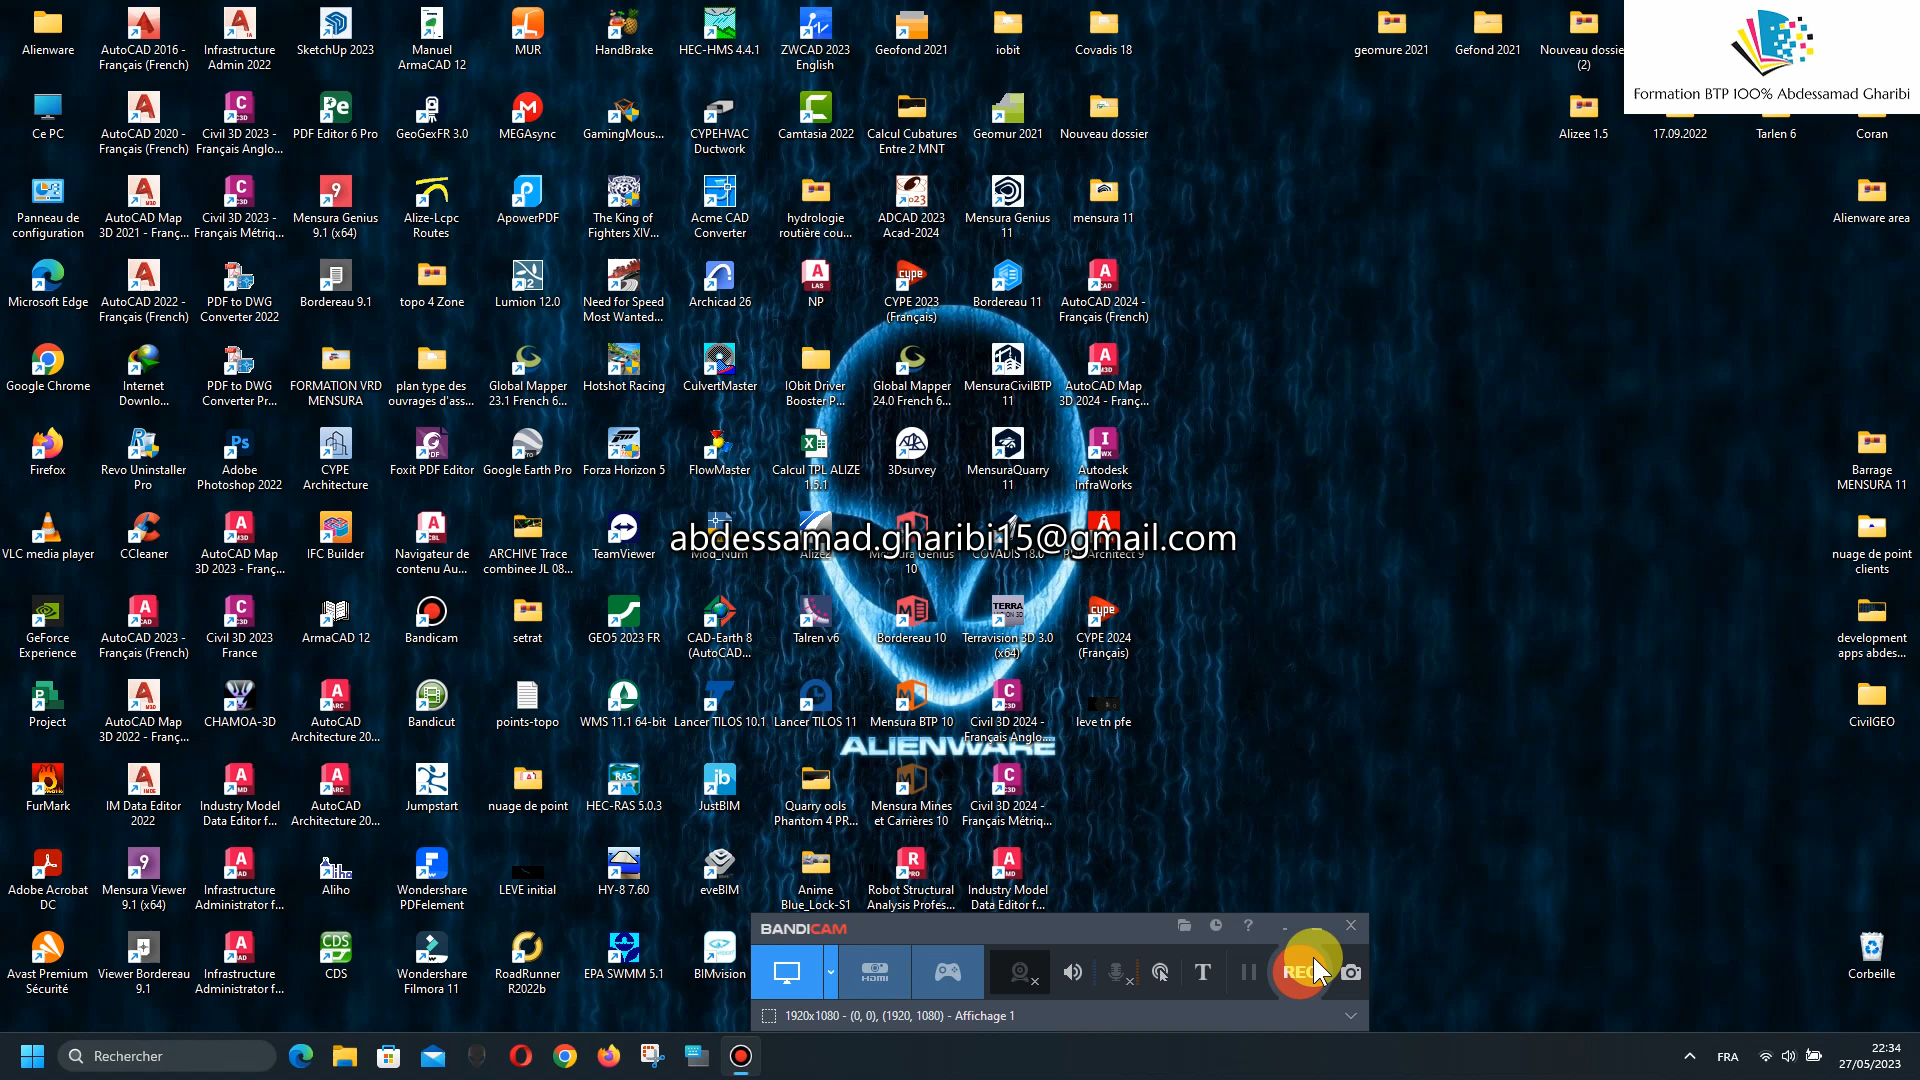 Alienware
AutoCAD 2016 -
Français (French)
Infrastructure
Admin 2022
SketchUp 2023
Manuel
ArmaCAD 12
MUR
HandBrake
HEC-HMS 4.4.1
ZWCAD 2023
English
Geofond 2021
iobit
Covadis 18
geomure 2021
Gefond 2021
Nouveau dossie
(2)
Formation BTP 100% Abdessamad Gharibi
Ce PC
AutoCAD 2020 -
Français (French)
Civil 3D 2023 -
Français Anglo...
PDF Editor 6 Pro
GeoGexFR 3.0
MEGAsync
GamingMous...
CYPEHVAC
Ductwork
Camtasia 2022
Calcul Cubatures
Entre 2 MNT
Geomur 2021
Nouveau dossier
Alizee 1.5
17.09.2022
Tarlen 6
Coran
Panneau de
configuration
AutoCAD Map
3D 2021 - Franç...
Civil 3D 2023 -
Français Métriq...
Mensura Genius
9.1 (x64)
Alize-Lcpc
Routes
ApowerPDF
The King of
Fighters XIV...
Acme CAD
Converter
hydrologie
routière cou...
ADCAD 2023
Acad-2024
Mensura Genius
11
mensura 11
Alienware area
Microsoft Edge
AutoCAD 2022 -
Français (French)
PDF to DWG
Converter 2022
Bordereau 9.1
topo 4 Zone
Lumion 12.0
Need for Speed
Most Wanted...
Archicad 26
NP
CYPE 2023
(Français)
Bordereau 11
AutoCAD 2024 -
Français (French)
Google Chrome
Internet
Downlo...
PDF to DWG
Converter Pr...
FORMATION VRD
MENSURA
plan type des
ouvrages d'ass...
Global Mapper
23.1 French 6...
Hotshot Racing
CulvertMaster
IObit Driver
Booster P...
Global Mapper
24.0 French 6...
MensuraCivilBTP
11
AutoCAD Map
3D 2024 - Franç...
Firefox
Revo Uninstaller
Pro
Adobe
Photoshop 2022
CYPE
Architecture
Foxit PDF Editor
Google Earth Pro
Forza Horizon 5
FlowMaster
Calcul TPL ALIZE
1.5.1
3Dsurvey
MensuraQuarry
11
Autodesk
InfraWorks
Barrage
MENSURA 11
abdessamad.gharibi15@gmail.com
VLC media player
CCleaner
AutoCAD Map
3D 2023 - Franç...
IFC Builder
Navigateur de
contenu Au...
ARCHIVE Trace
combinee JL 08...
TeamViewer
Mod_Num
Alize2
Mensura Genius
10
COVADIS 18.0
Architect 9
nuage de point
clients
GeForce
Experience
AutoCAD 2023 -
Français (French)
Civil 3D 2023
France
ArmaCAD 12
Bandicam
setrat
GEO5 2023 FR
CAD-Earth 8
(AutoCAD...
Talren v6
Bordereau 10
Terravision 3D 3.0
(x64)
CYPE 2024
(Français)
development
apps abdes...
Project
AutoCAD Map
3D 2022 - Franç...
CHAMOA-3D
AutoCAD
Architecture 20...
Bandicut
points-topo
WMS 11.1 64-bit
Lancer TILOS 10.1
Lancer TILOS 11
Mensura BTP 10
Civil 3D 2024 -
Français Anglo...
leve tn pfe
CivilGEO
ALIENWARE
FurMark
IM Data Editor
2022
Industry Model
Data Editor f...
AutoCAD
Architecture 20...
Jumpstart
nuage de point
HEC-RAS 5.0.3
JustBIM
Quarry ools
Phantom 4 PR...
Mensura Mines
et Carrières 10
Civil 3D 2024 -
Français Métriq...
Adobe Acrobat
DC
Mensura Viewer
9.1 (x64)
Infrastructure
Administrator f...
Aliho
Wondershare
PDFelement
LEVE initial
HY-8 7.60
eveBIM
Anime
Blue_Lock-S1
Robot Structural
Analysis Profes...
Industry Model
Data Editor f...
Avast Premium
Sécurité
Viewer Bordereau
9.1
Infrastructure
Administrator f...
CDS
Wondershare
Filmora 11
RoadRunner
R2022b
EPA SWMM 5.1
BIMvision
Corbeille
BANDICAM
HDMI
REC
1920x1080 - (0, 0), (1920, 1080) - Affichage 1
Rechercher
FRA
22:34
27/05/2023